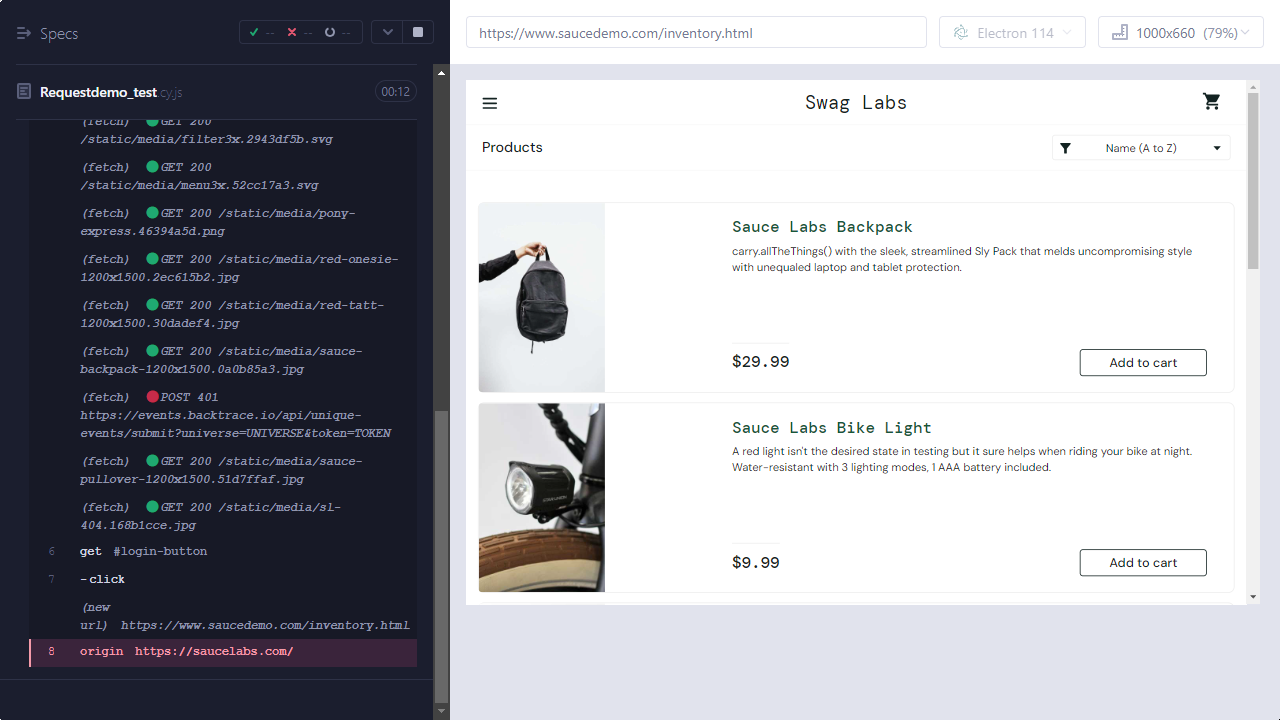 Specs
-- -- --
https://www.saucedemo.com/inventory.html
Electron 114
1000x660 (79%)
Requestdemo_test.cy.js
00:12
(fetch) GET 200
/static/media/filter3x.2943df5b.svg
(fetch) GET 200
/static/media/menu3x.52cc17a3.svg
(fetch) GET 200 /static/media/pony-
express.46394a5d.png
(fetch) GET 200 /static/media/red-onesie-
1200x1500.2ec615b2.jpg
(fetch) GET 200 /static/media/red-tatt-
1200x1500.30dadef4.jpg
(fetch) GET 200 /static/media/sauce-
backpack-1200x1500.0a0b85a3.jpg
(fetch) POST 401
https://events.backtrace.io/api/unique-
events/submit?universe=UNIVERSE&token=TOKEN
(fetch) GET 200 /static/media/sauce-
pullover-1200x1500.51d7ffaf.jpg
(fetch) GET 200 /static/media/sl-
404.168b1cce.jpg
6 get #login-button
7 -click
(new
url) https://www.saucedemo.com/inventory.html
8 origin https://saucelabs.com/
Swag Labs
Products
Name (A to Z)
Sauce Labs Backpack
carry.allTheThings() with the sleek, streamlined Sly Pack that melds uncompromising style
with unequaled laptop and tablet protection.
$29.99
Add to cart
Sauce Labs Bike Light
A red light isn't the desired state in testing but it sure helps when riding your bike at night.
Water-resistant with 3 lighting modes, 1 AAA battery included.
$9.99
Add to cart